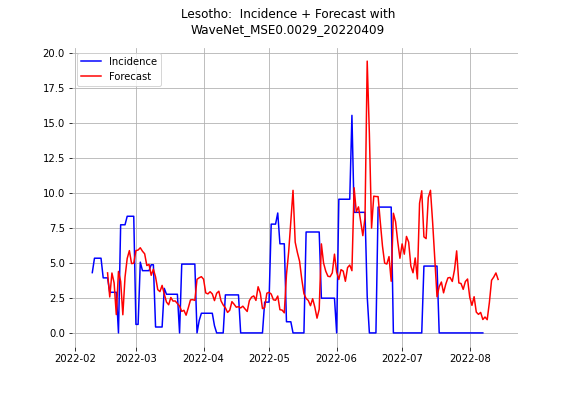 Lesotho:  Incidence + Forecast with
WaveNet_MSE0.0029_20220409
Incidence
Forecast
20.0
17.5
15.0
12.5
10.0
7.5
5.0
2.5
0.0
2022-02 2022-03 2022-04 2022-05 2022-06 2022-07 2022-08